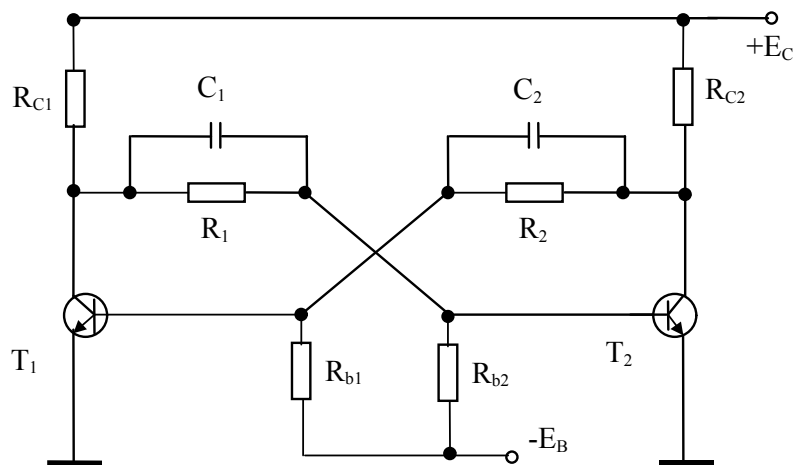 +E_C
R_C1
C_1
C_2
R_C2
R_1
R_2
T_1
R_b1
R_b2
T_2
-E_B